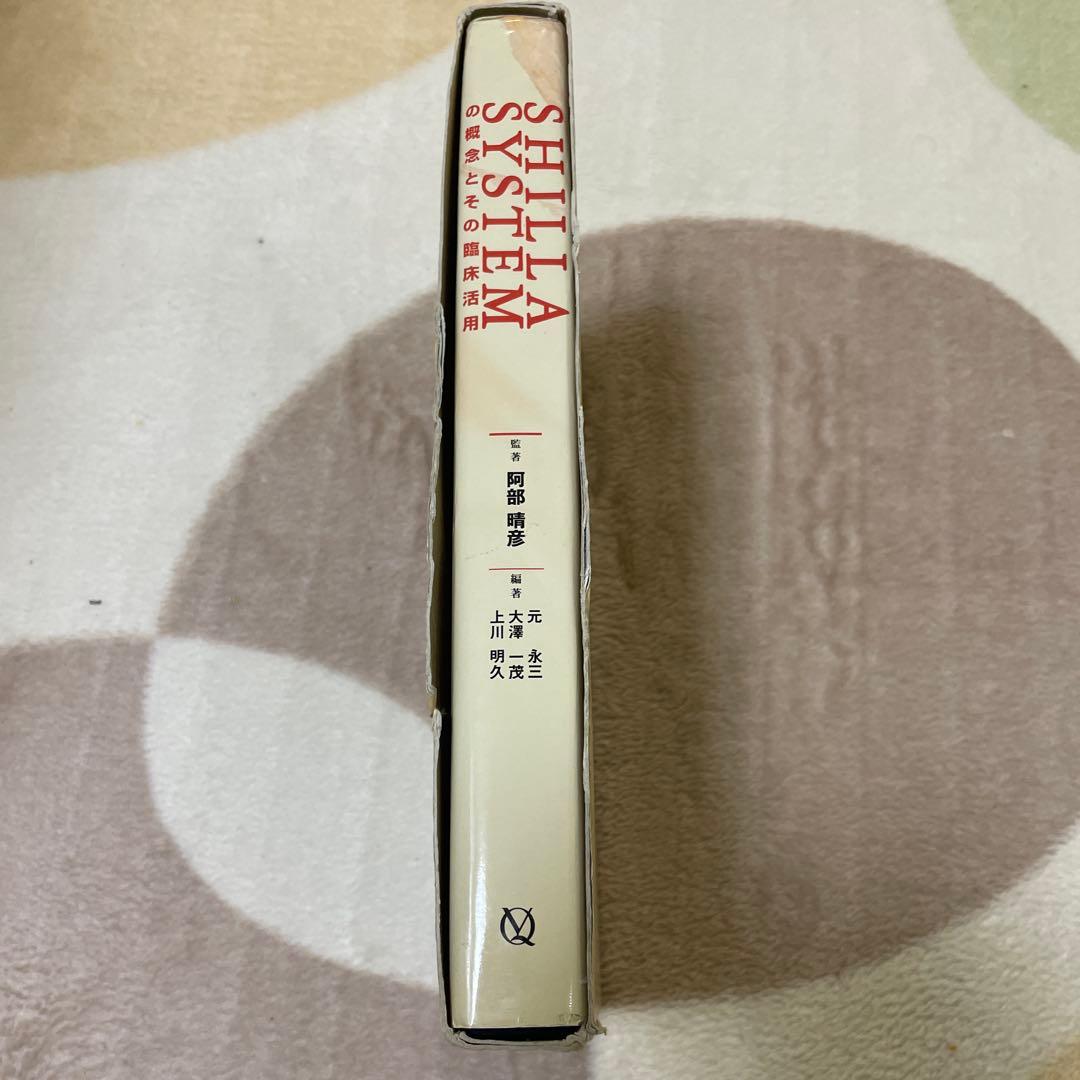 SHILLA
SYSTEM
の概念とその臨床活用
監著
阿部 晴彦
編著
元 永三
大澤 一茂
上川 明久